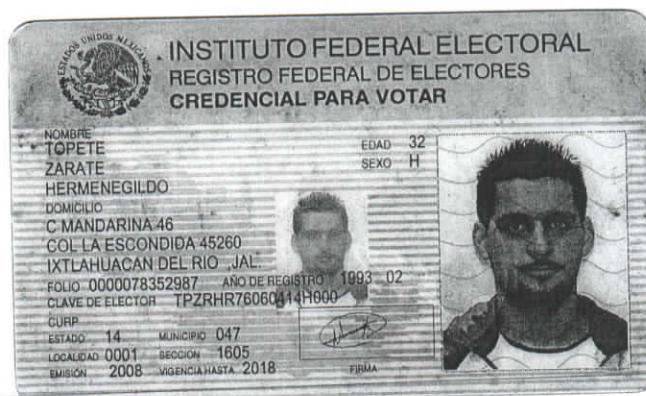 ESTADOS UNIDOS MEXICANOS
INSTITUTO FEDERAL ELECTORAL
REGISTRO FEDERAL DE ELECTORES
CREDENCIAL PARA VOTAR
NOMBRE
TOPETE
ZARATE
HERMENEGILDO
EDAD 32
SEXO H
DOMICILIO
C MANDARINA 46
COL LA ESCONDIDA 45260
IXTLAHUACAN DEL RIO ,JAL.
FOLIO 0000078352987 AÑO DE REGISTRO 1993 02
CLAVE DE ELECTOR TPZRHR76060414H000
CURP
ESTADO 14 MUNICIPIO 047
LOCALIDAD 0001 SECCION 1605
EMISIÓN 2008 VIGENCIA HASTA 2018
FIRMA